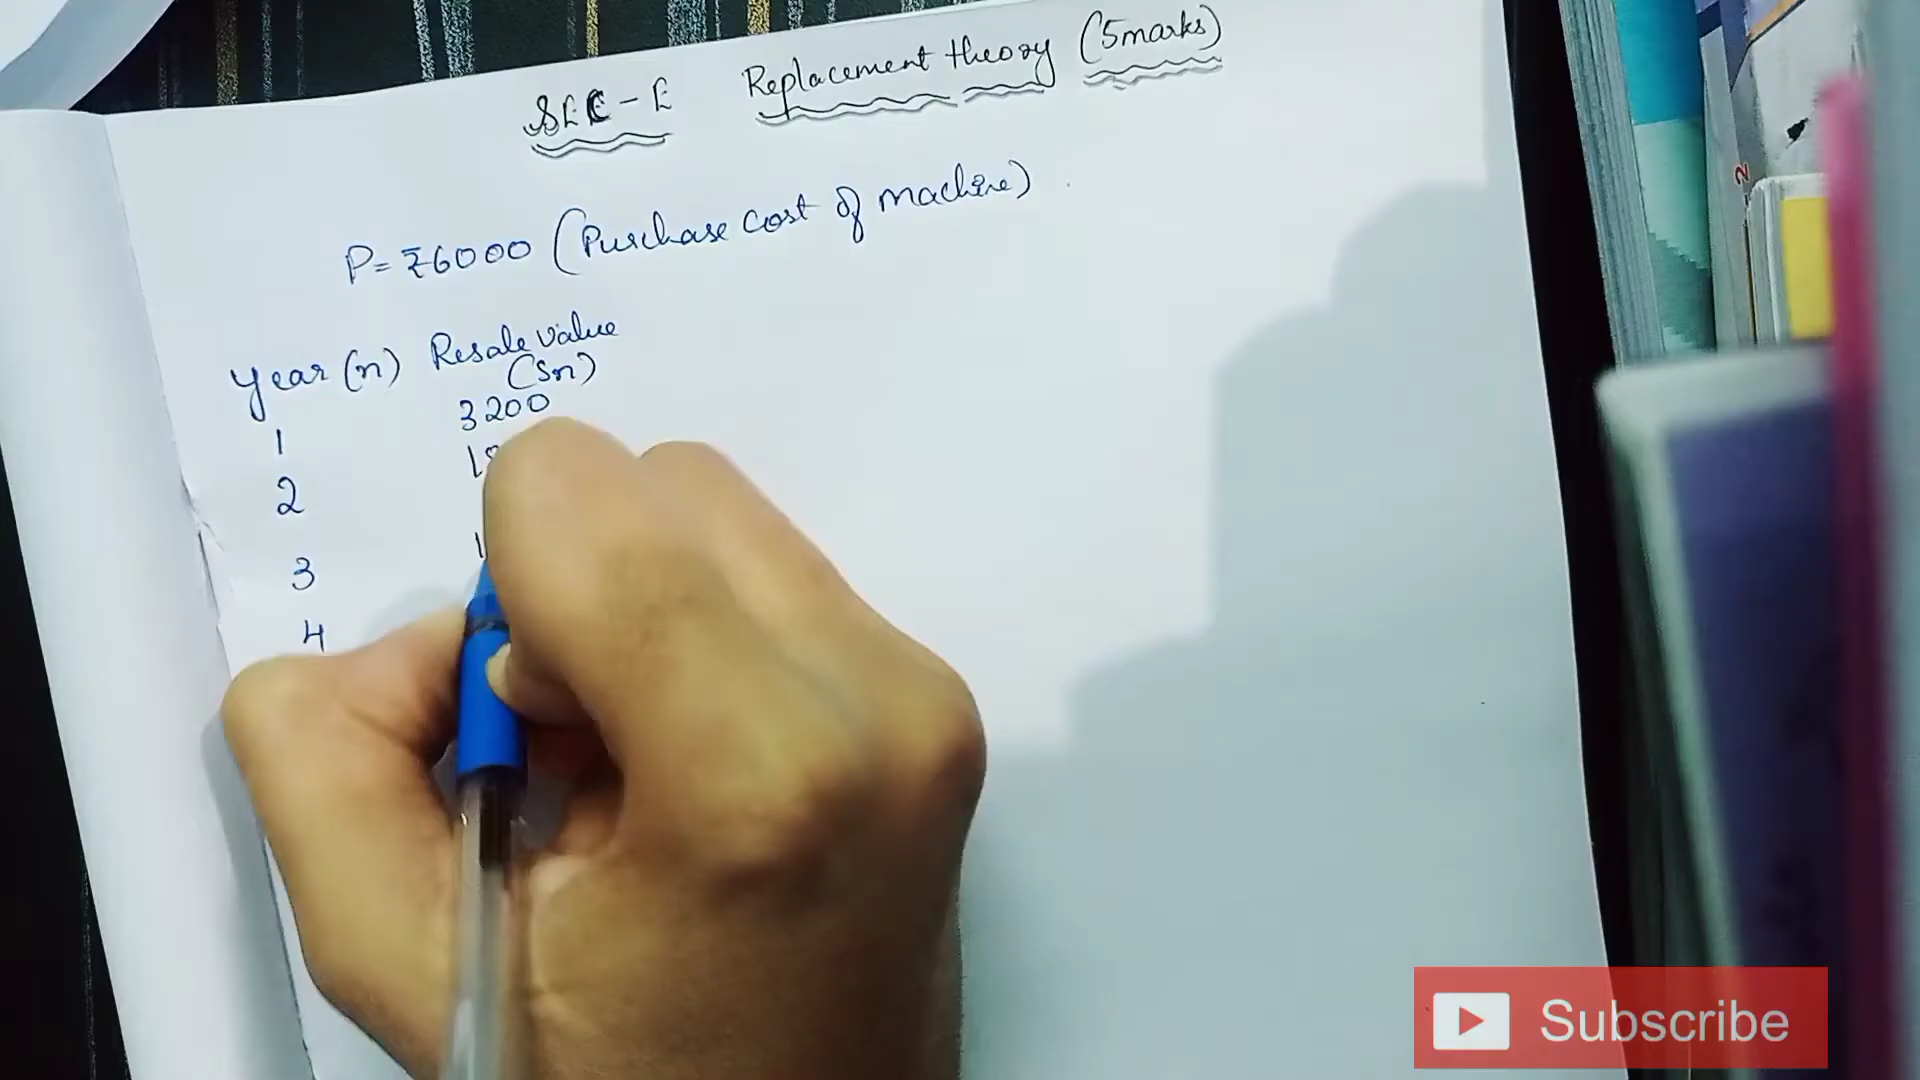 SEC - E Replacement theory (5marks)
P = ₹6000 (Purchase cost of machine)
year (n) Resale value
(Sn)
1 3200
2
3
4
Subscribe